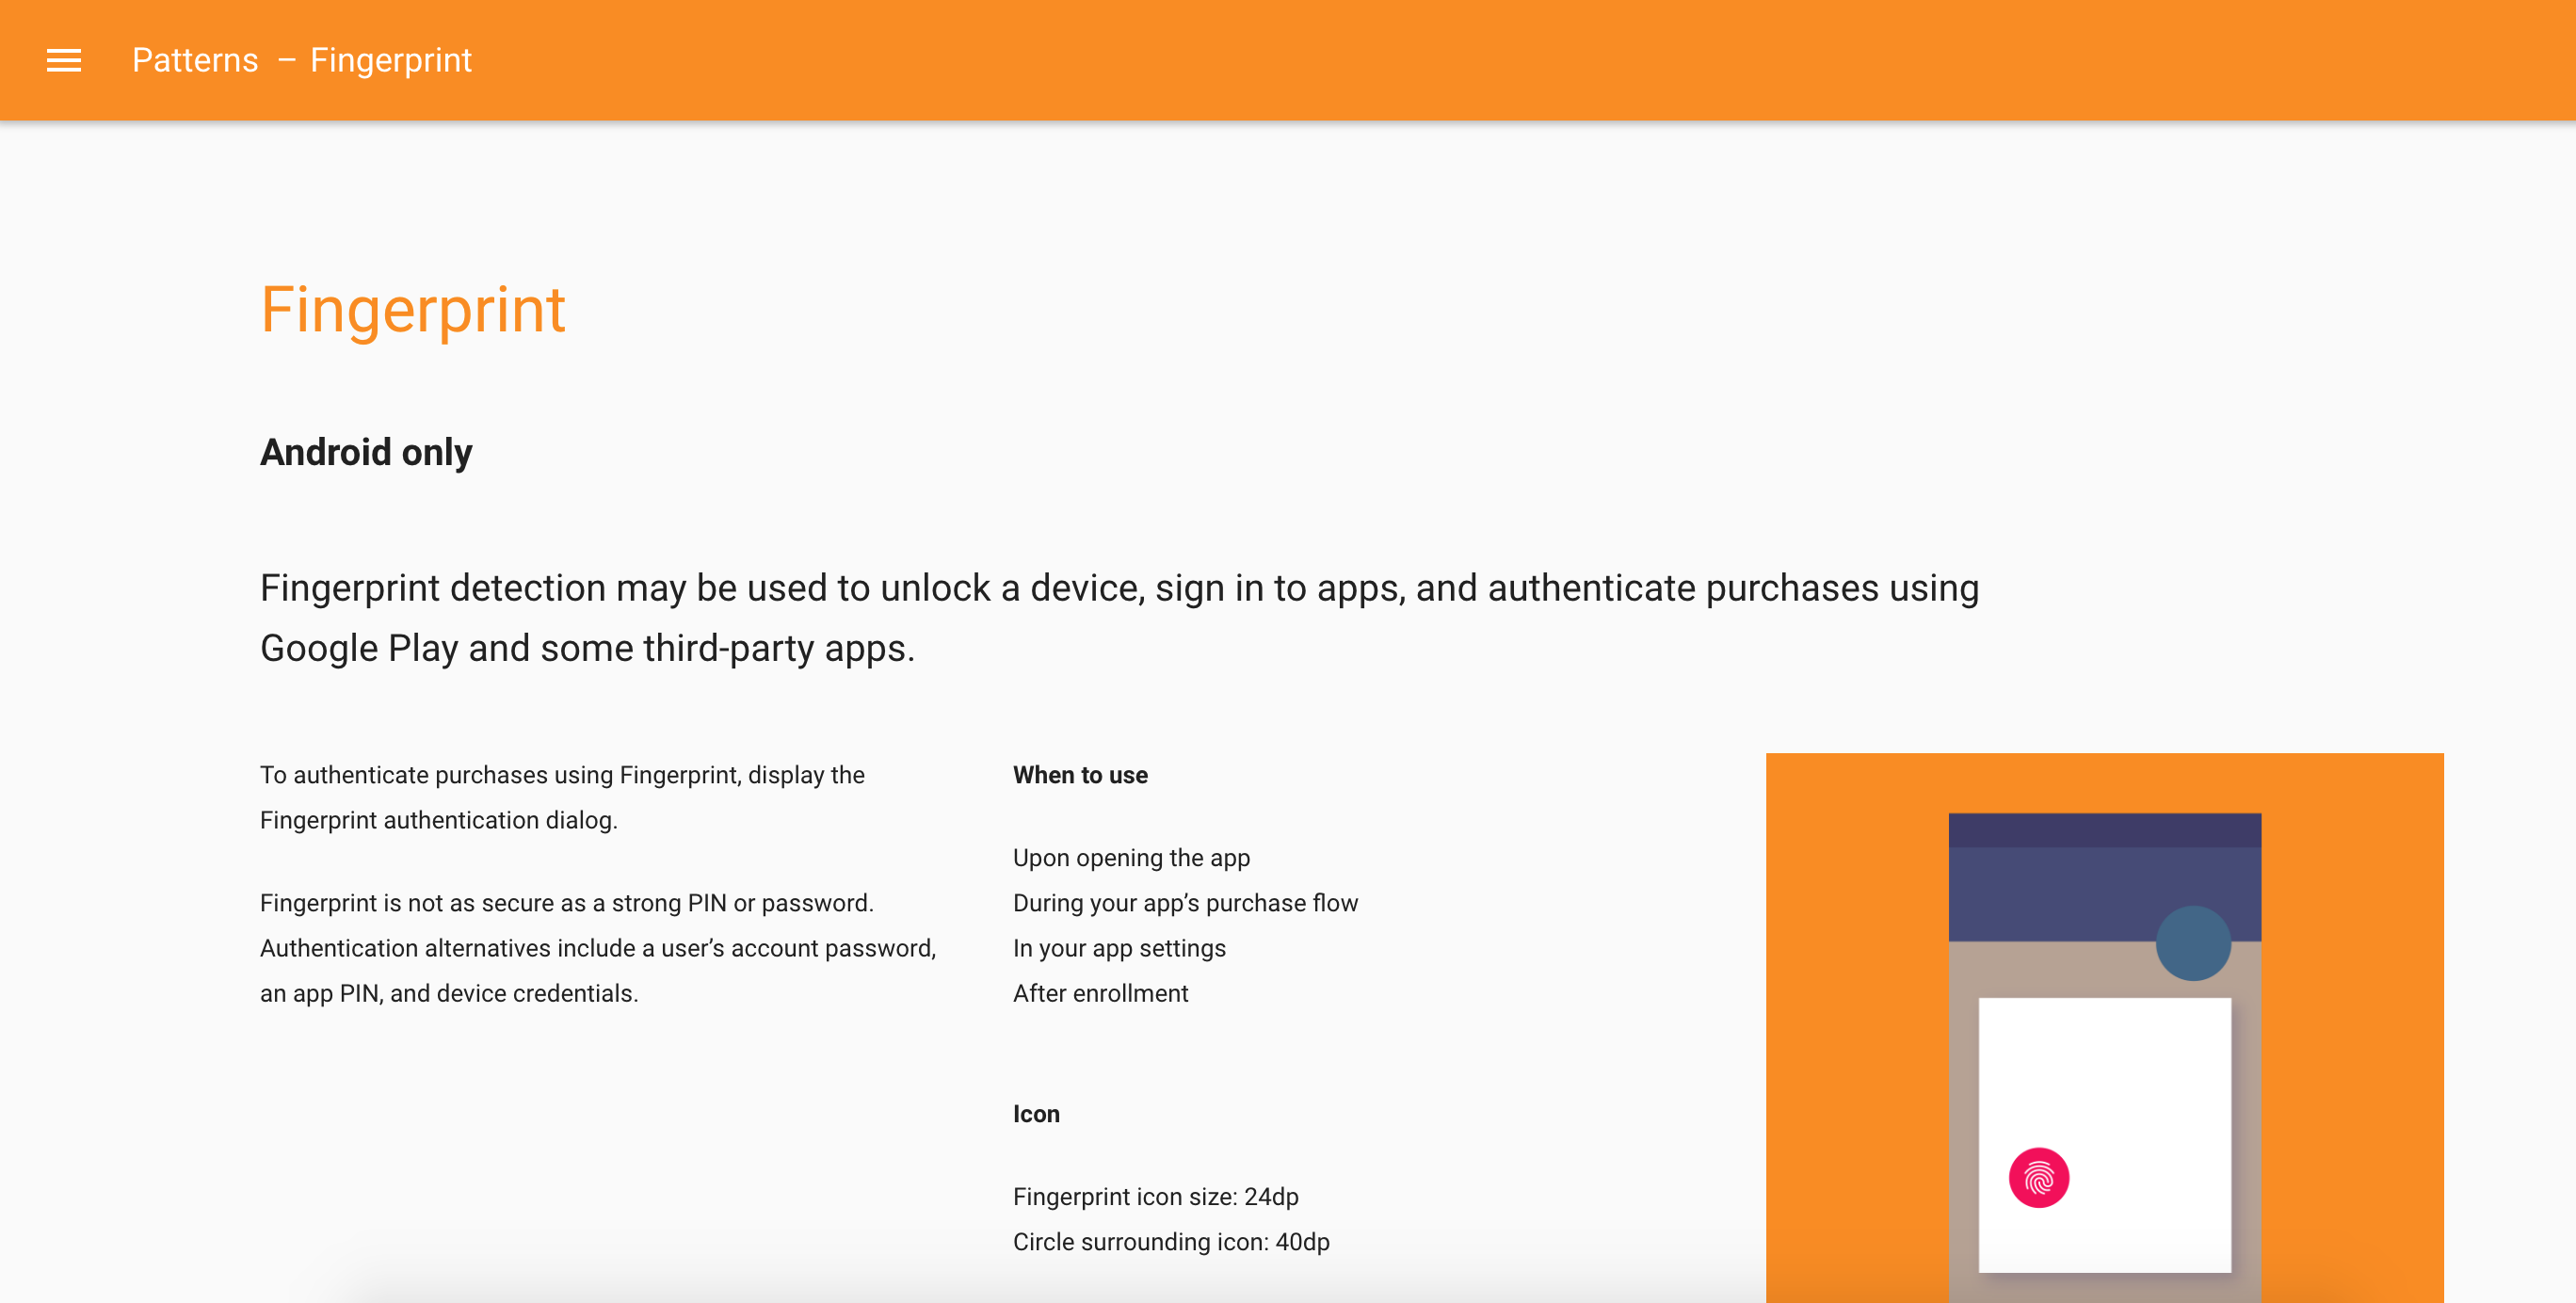 Patterns – Fingerprint
Fingerprint
Android only
Fingerprint detection may be used to unlock a device, sign in to apps, and authenticate purchases using
Google Play and some third-party apps.
To authenticate purchases using Fingerprint, display the
Fingerprint authentication dialog.
Fingerprint is not as secure as a strong PIN or password.
Authentication alternatives include a user’s account password,
an app PIN, and device credentials.
When to use
Upon opening the app
During your app’s purchase flow
In your app settings
After enrollment
Icon
Fingerprint icon size: 24dp
Circle surrounding icon: 40dp